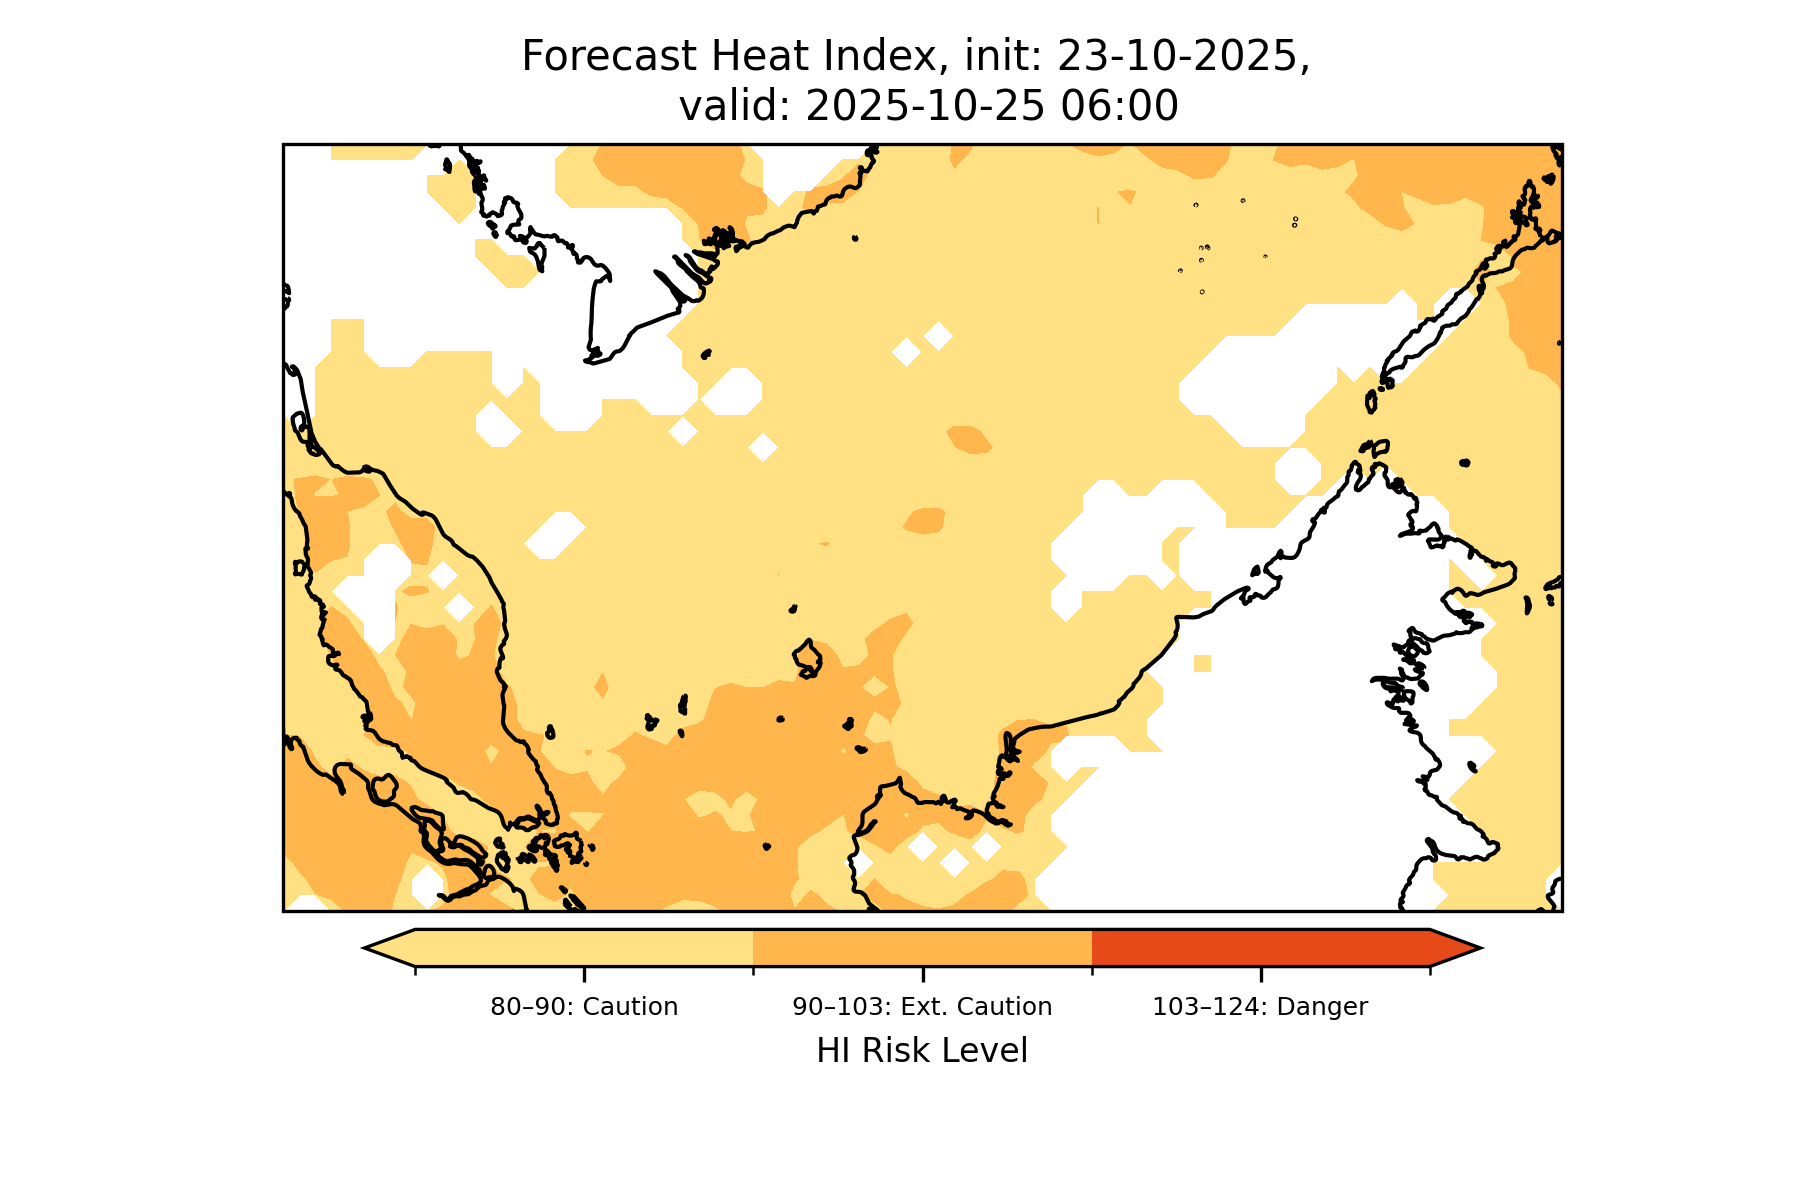 Forecast Heat Index, init: 23-10-2025,
valid: 2025-10-25 06:00
80–90: Caution
90–103: Ext. Caution
103–124: Danger
HI Risk Level